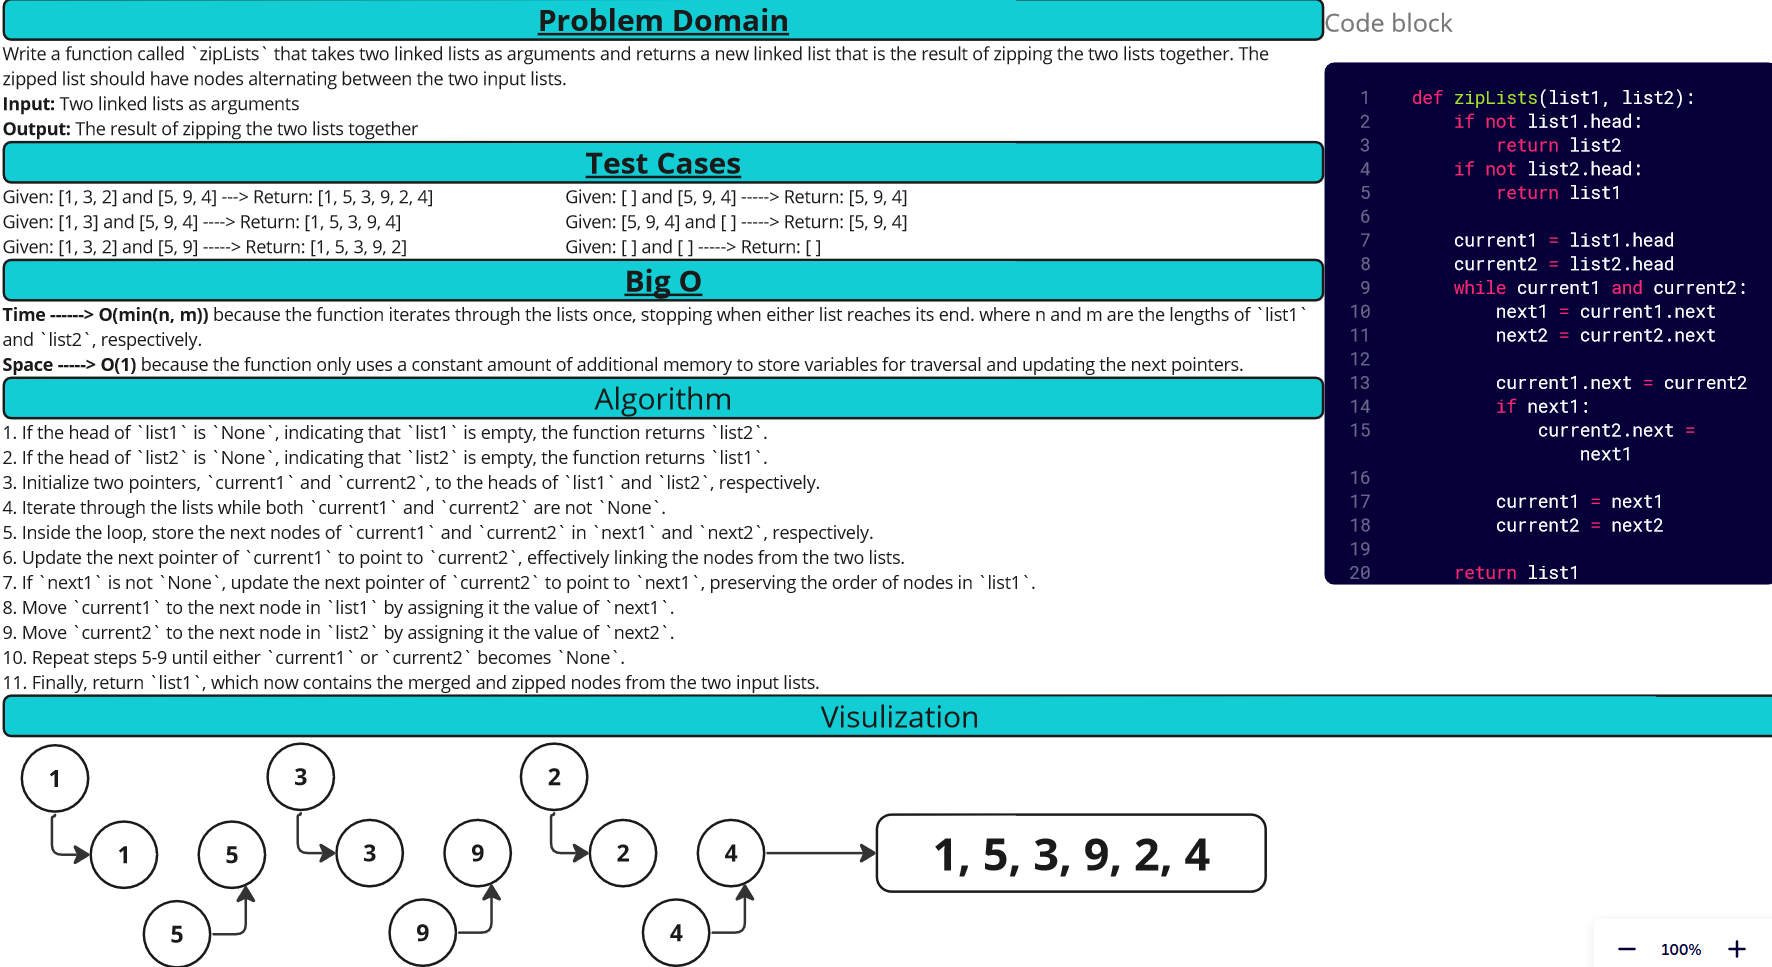 Problem Domain
Write a function called `zipLists` that takes two linked lists as arguments and returns a new linked list that is the result of zipping the two lists together. The
zipped list should have nodes alternating between the two input lists.
Input: Two linked lists as arguments
Output: The result of zipping the two lists together
Test Cases
Given: [1, 3, 2] and [5, 9, 4] ---> Return: [1, 5, 3, 9, 2, 4]
Given: [1, 3] and [5, 9, 4] ----> Return: [1, 5, 3, 9, 4]
Given: [1, 3, 2] and [5, 9] -----> Return: [1, 5, 3, 9, 2]
Given: [ ] and [5, 9, 4] -----> Return: [5, 9, 4]
Given: [5, 9, 4] and [ ] -----> Return: [5, 9, 4]
Given: [ ] and [ ] -----> Return: [ ]
Big O
Time ------> O(min(n, m)) because the function iterates through the lists once, stopping when either list reaches its end. where n and m are the lengths of `list1`
and `list2`, respectively.
Space -----> O(1) because the function only uses a constant amount of additional memory to store variables for traversal and updating the next pointers.
Algorithm
1. If the head of `list1` is `None`, indicating that `list1` is empty, the function returns `list2`.
2. If the head of `list2` is `None`, indicating that `list2` is empty, the function returns `list1`.
3. Initialize two pointers, `current1` and `current2`, to the heads of `list1` and `list2`, respectively.
4. Iterate through the lists while both `current1` and `current2` are not `None`.
5. Inside the loop, store the next nodes of `current1` and `current2` in `next1` and `next2`, respectively.
6. Update the next pointer of `current1` to point to `current2`, effectively linking the nodes from the two lists.
7. If `next1` is not `None`, update the next pointer of `current2` to point to `next1`, preserving the order of nodes in `list1`.
8. Move `current1` to the next node in `list1` by assigning it the value of `next1`.
9. Move `current2` to the next node in `list2` by assigning it the value of `next2`.
10. Repeat steps 5-9 until either `current1` or `current2` becomes `None`.
11. Finally, return `list1`, which now contains the merged and zipped nodes from the two input lists.
Code block
1 def zipLists(list1, list2):
2 if not list1.head:
3 return list2
4 if not list2.head:
5 return list1
6
7 current1 = list1.head
8 current2 = list2.head
9 while current1 and current2:
10 next1 = current1.next
11 next2 = current2.next
12
13 current1.next = current2
14 if next1:
15 current2.next =
next1
16
17 current1 = next1
18 current2 = next2
19
20 return list1
Visulization
1
3
2
1
5
3
9
2
4
1, 5, 3, 9, 2, 4
5
9
4
100%